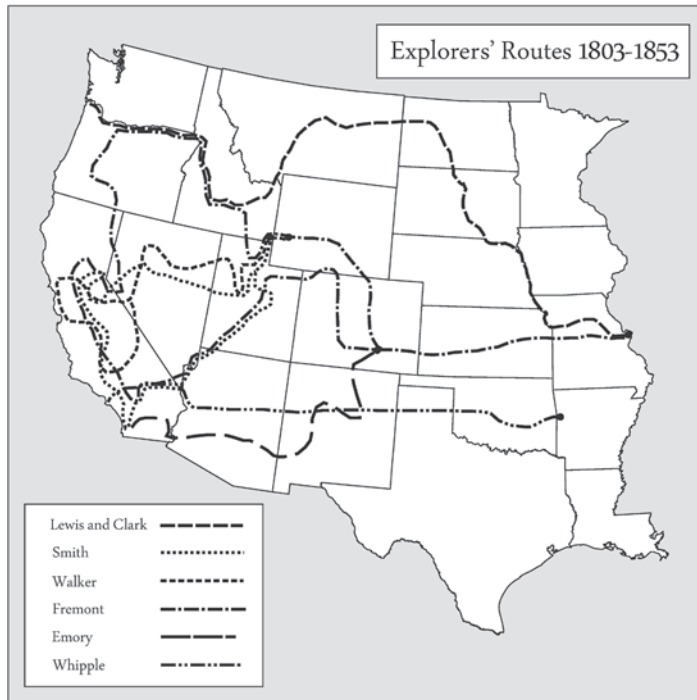 Explorers' Routes 1803-1853
Lewis and Clark
Smith
Walker
Fremont
Emory
Whipple